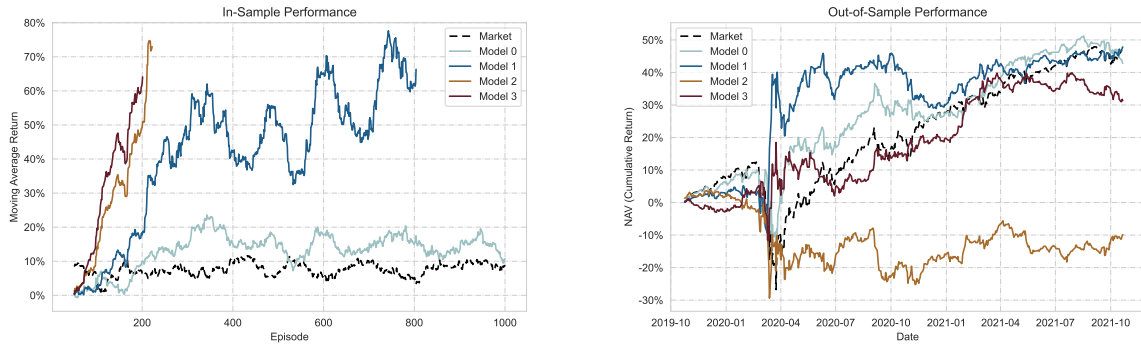 In-Sample Performance
80%
70%
60%
50%
40%
30%
20%
10%
0%
Moving Average Return
Market
Model 0
Model 1
Model 2
Model 3
200
400
600
800
1000
Episode
Out-of-Sample Performance
50%
40%
30%
20%
10%
0%
-10%
-20%
-30%
NAV (Cumulative Return)
Market
Model 0
Model 1
Model 2
Model 3
2019-10
2020-01
2020-04
2020-07
2020-10
2021-01
2021-04
2021-07
2021-10
Date